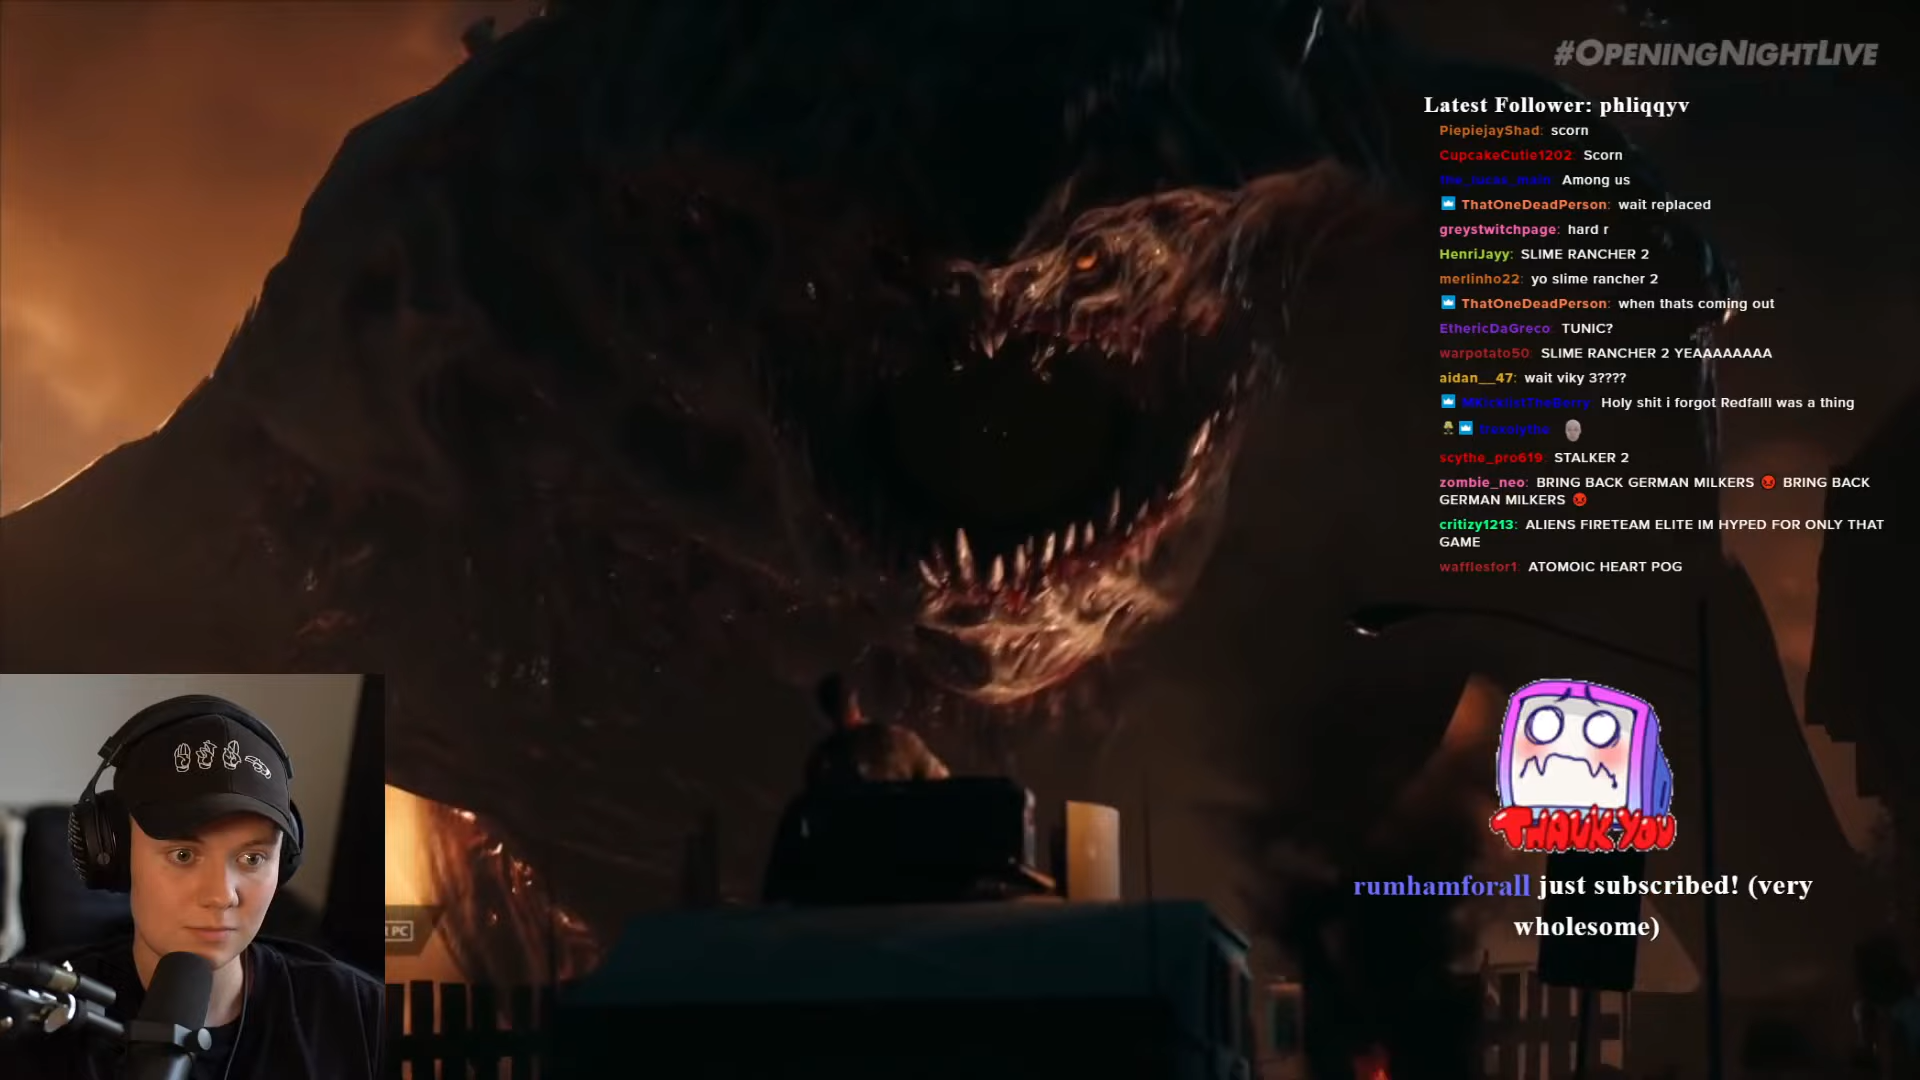 #OPENINGNIGHTLIVE
Latest Follower: phliqqyv
PiepiejayShad: scorn
CupcakeCutie1202: Scorn
the_lucas_main: Among us
ThatOneDeadPerson: wait replaced
greystwitchpage: hard r
HenriJayy: SLIME RANCHER 2
merlinho22: yo slime rancher 2
ThatOneDeadPerson: when thats coming out
EthericDaGreco: TUNIC?
warpotato50: SLIME RANCHER 2 YEAAAAAAAA
aidan__47: wait viky 3????
Holy shit i forgot Redfalll was a thing
scythe_pro619: STALKER 2
zombie_neo: BRING BACK GERMAN MILKERS 😡 BRING BACK
GERMAN MILKERS 😡
critizy1213: ALIENS FIRETEAM ELITE IM HYPED FOR ONLY THAT
GAME
wafflesfor1: ATOMOIC HEART POG
THANK YOU
rumhamforall just subscribed! (very
wholesome)
PC